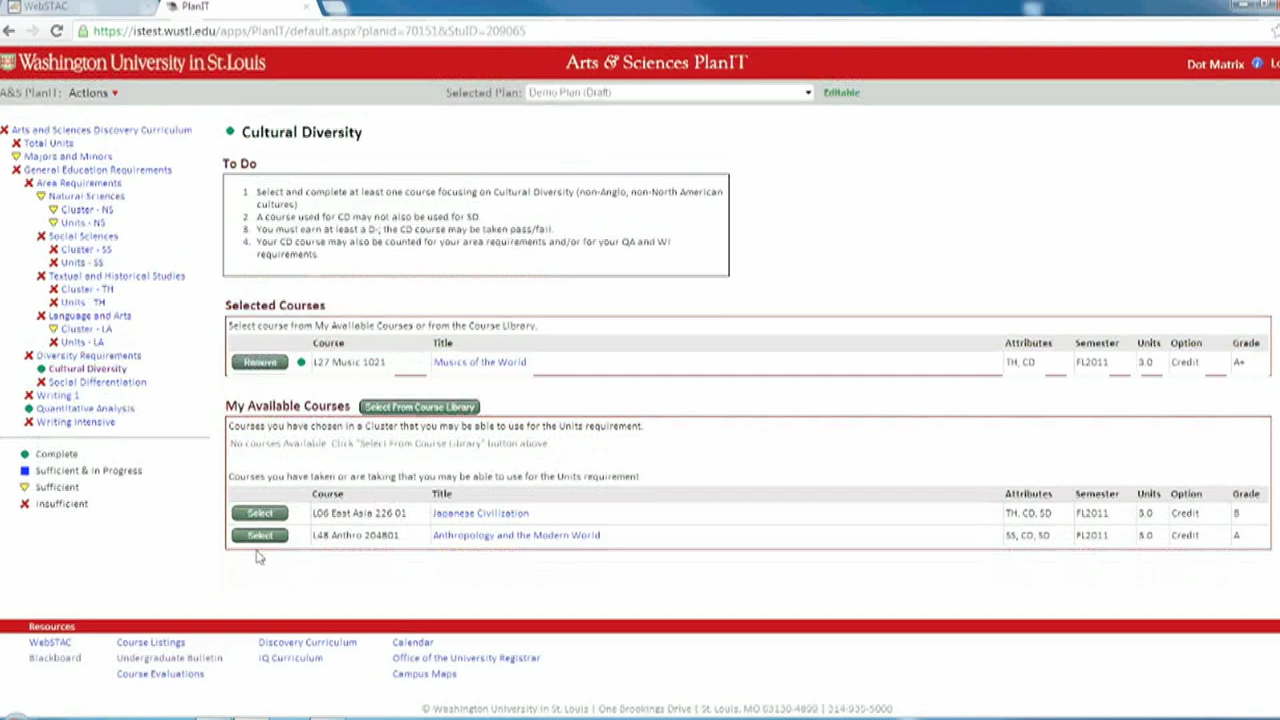 WebSTAC
PlanIT
https://istest.wustl.edu/apps/PlanIT/default.aspx?planid=70151&StuID=209065
Washington University in St.Louis
Arts & Sciences PlanIT
Dot Matrix
A&S PlanIT: Actions
Selected Plan: Demo Plan (Draft)
Editable
Arts and Sciences Discovery Curriculum
Total Units
Majors and Minors
General Education Requirements
Area Requirements
Natural Sciences
Cluster - NS
Units - NS
Social Sciences
Cluster - SS
Units - SS
Textual and Historical Studies
Cluster - TH
Units TH
Language and Arts
Cluster - LA
Units - LA
Diversity Requirements
Cultural Diversity
Social Differentiation
Writing 1
Quantitative Analysis
Writing Intensive
Complete
Sufficient & In Progress
Sufficient
Insufficient
Cultural Diversity
To Do
1 Select and complete at least one course focusing on Cultural Diversity (non-Anglo, non-North American
cultures)
2 A course used for CD may not also be used for SD
3. You must earn at least a D-; the CD course may be taken pass/fail.
4. Your CD course may also be counted for your area requirements and/or for your QA and WI
requirements.
Selected Courses
Select course from My Available Courses or from the Course Library.
Course Title Attributes Semester Units Option Grade
Remove L27 Music 1021 Musics of the World TH, CD FL2011 3.0 Credit A+
My Available Courses Select From Course Library
Courses you have chosen in a Cluster that you may be able to use for the Units requirement.
No courses Available Click "Select From Course Library" button above
Courses you have taken or are taking that you may be able to use for the Units requirement
Course Title Attributes Semester Units Option Grade
Select L06 East Asia 226 01 Japanese Civilization TH, CD, SD FL2011 3.0 Credit B
Select L48 Anthro 204B01 Anthropology and the Modern World SS, CD, SD FL2011 3.0 Credit A
Resources
WebSTAC Course Listings Discovery Curriculum Calendar
Blackboard Undergraduate Bulletin IQ Curriculum Office of the University Registrar
Course Evaluations Campus Maps
© Washington University in St. Louis | One Brookings Drive | St. Louis, MO 63130-4899 | 314-935-5000